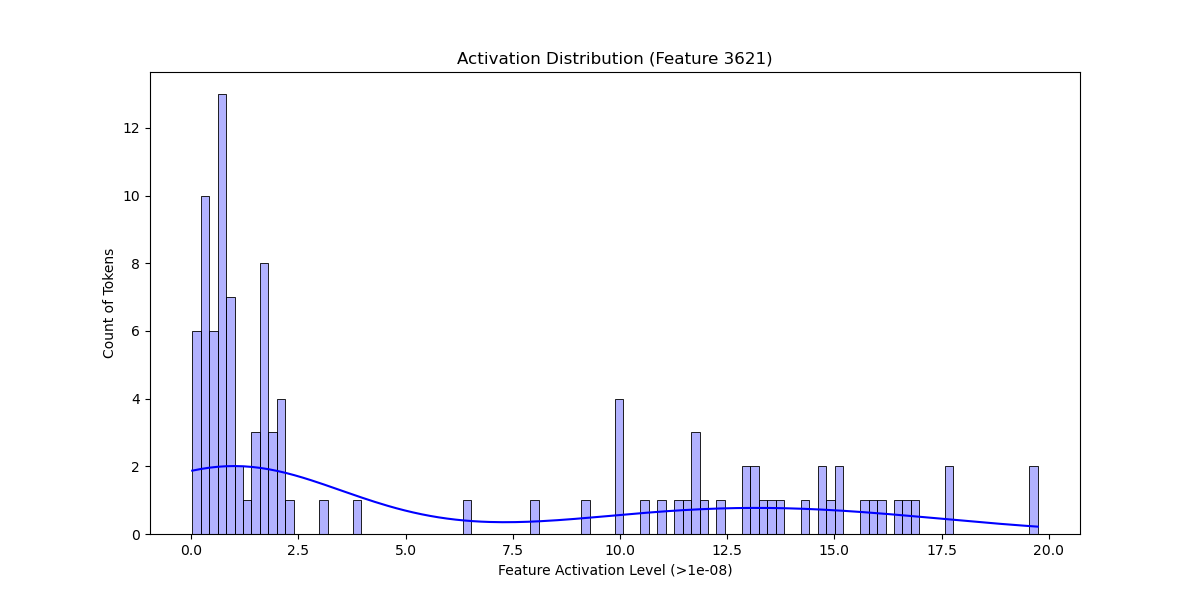 Activation Distribution (Feature 3621)
Count of Tokens
12
10
8
6
4
2
0
0.0 2.5 5.0 7.5 10.0 12.5 15.0 17.5 20.0
Feature Activation Level (>1e-08)